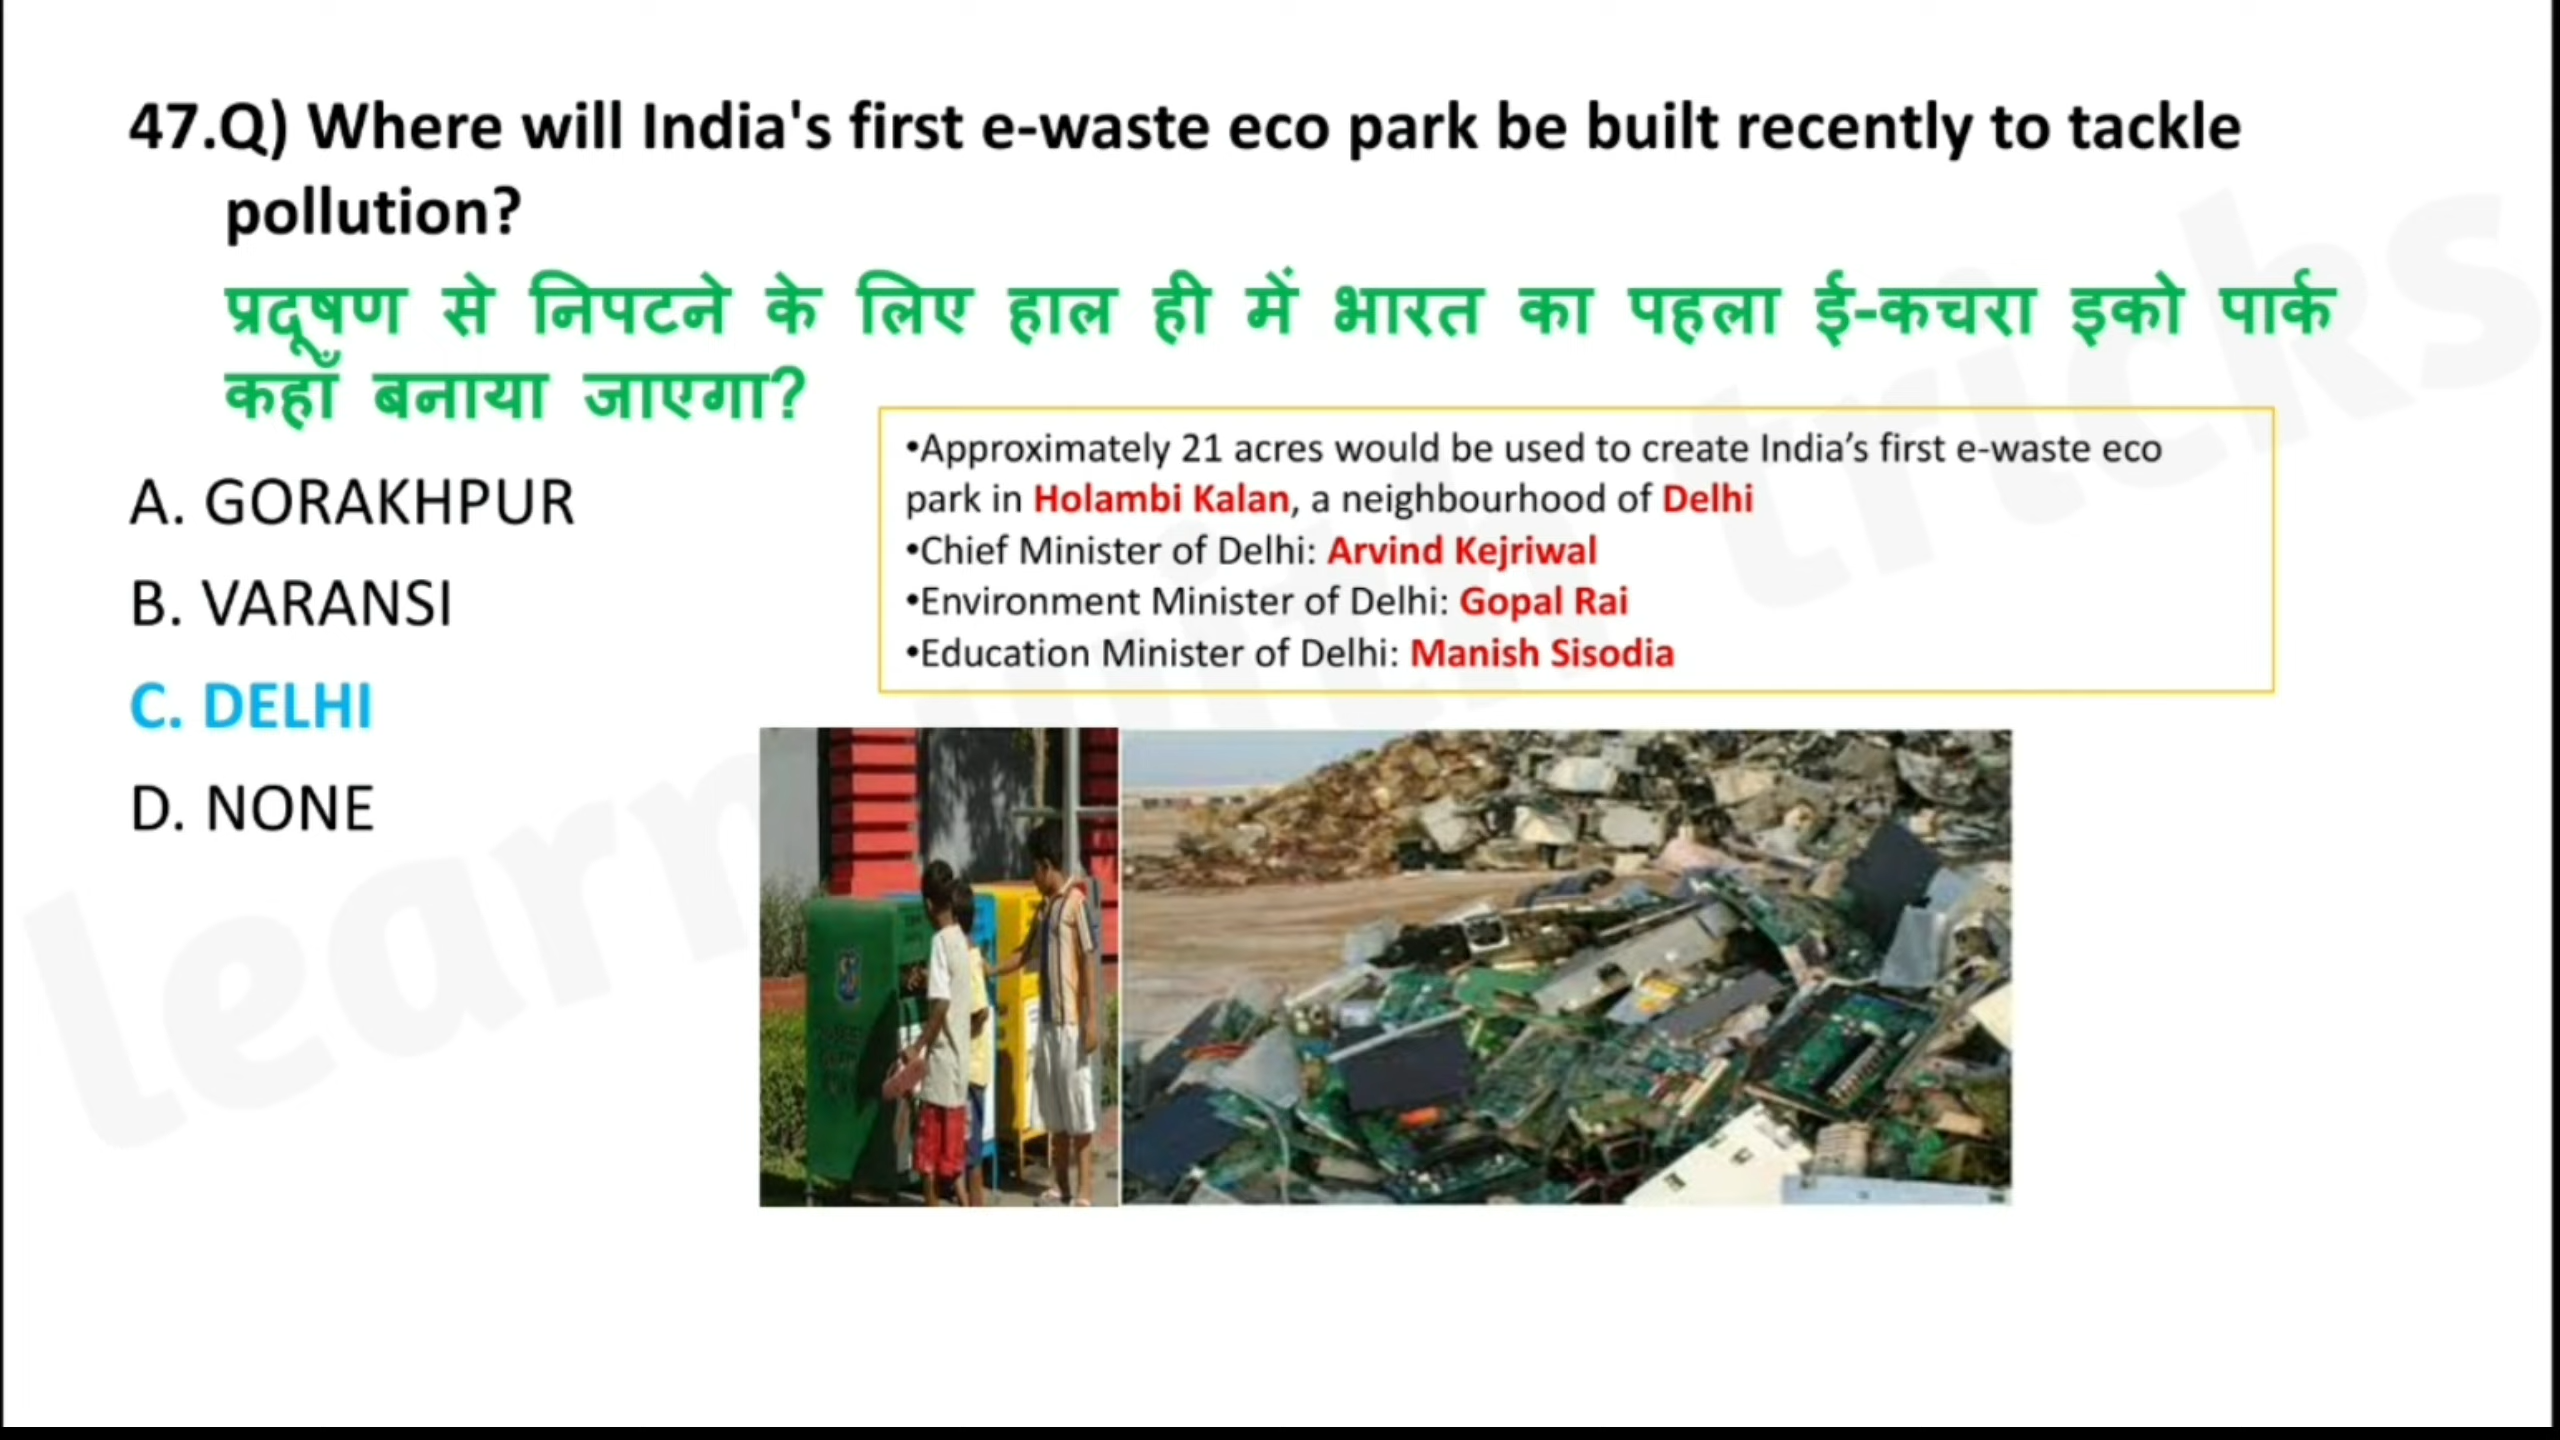 47.Q) Where will India's first e-waste eco park be built recently to tackle
pollution?
प्रदूषण से निपटने के लिए हाल ही में भारत का पहला ई-कचरा इको पार्क
कहाँ बनाया जाएगा?
A. GORAKHPUR
B. VARANSI
C. DELHI
D. NONE
•Approximately 21 acres would be used to create India’s first e-waste eco
park in Holambi Kalan, a neighbourhood of Delhi
•Chief Minister of Delhi: Arvind Kejriwal
•Environment Minister of Delhi: Gopal Rai
•Education Minister of Delhi: Manish Sisodia
learn with tricks